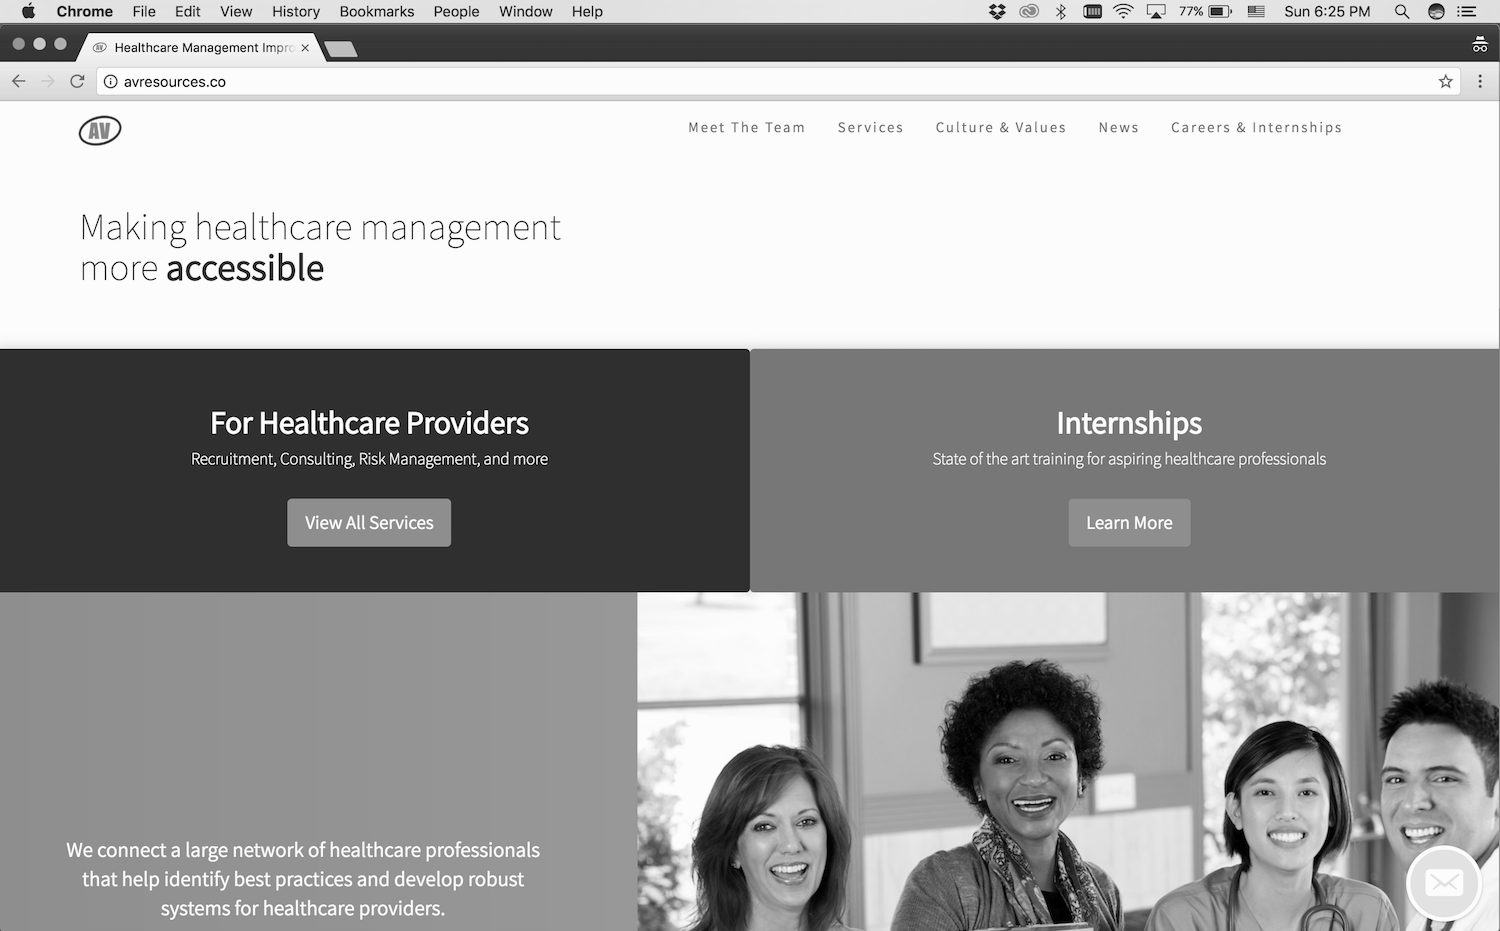 Chrome File Edit View History Bookmarks People Window Help 77% Sun 6:25 PM
Healthcare Management Impro
avresources.co
AV Meet The Team Services Culture & Values News Careers & Internships
Making healthcare management
more accessible
For Healthcare Providers
Recruitment, Consulting, Risk Management, and more
View All Services
Internships
State of the art training for aspiring healthcare professionals
Learn More
We connect a large network of healthcare professionals
that help identify best practices and develop robust
systems for healthcare providers.